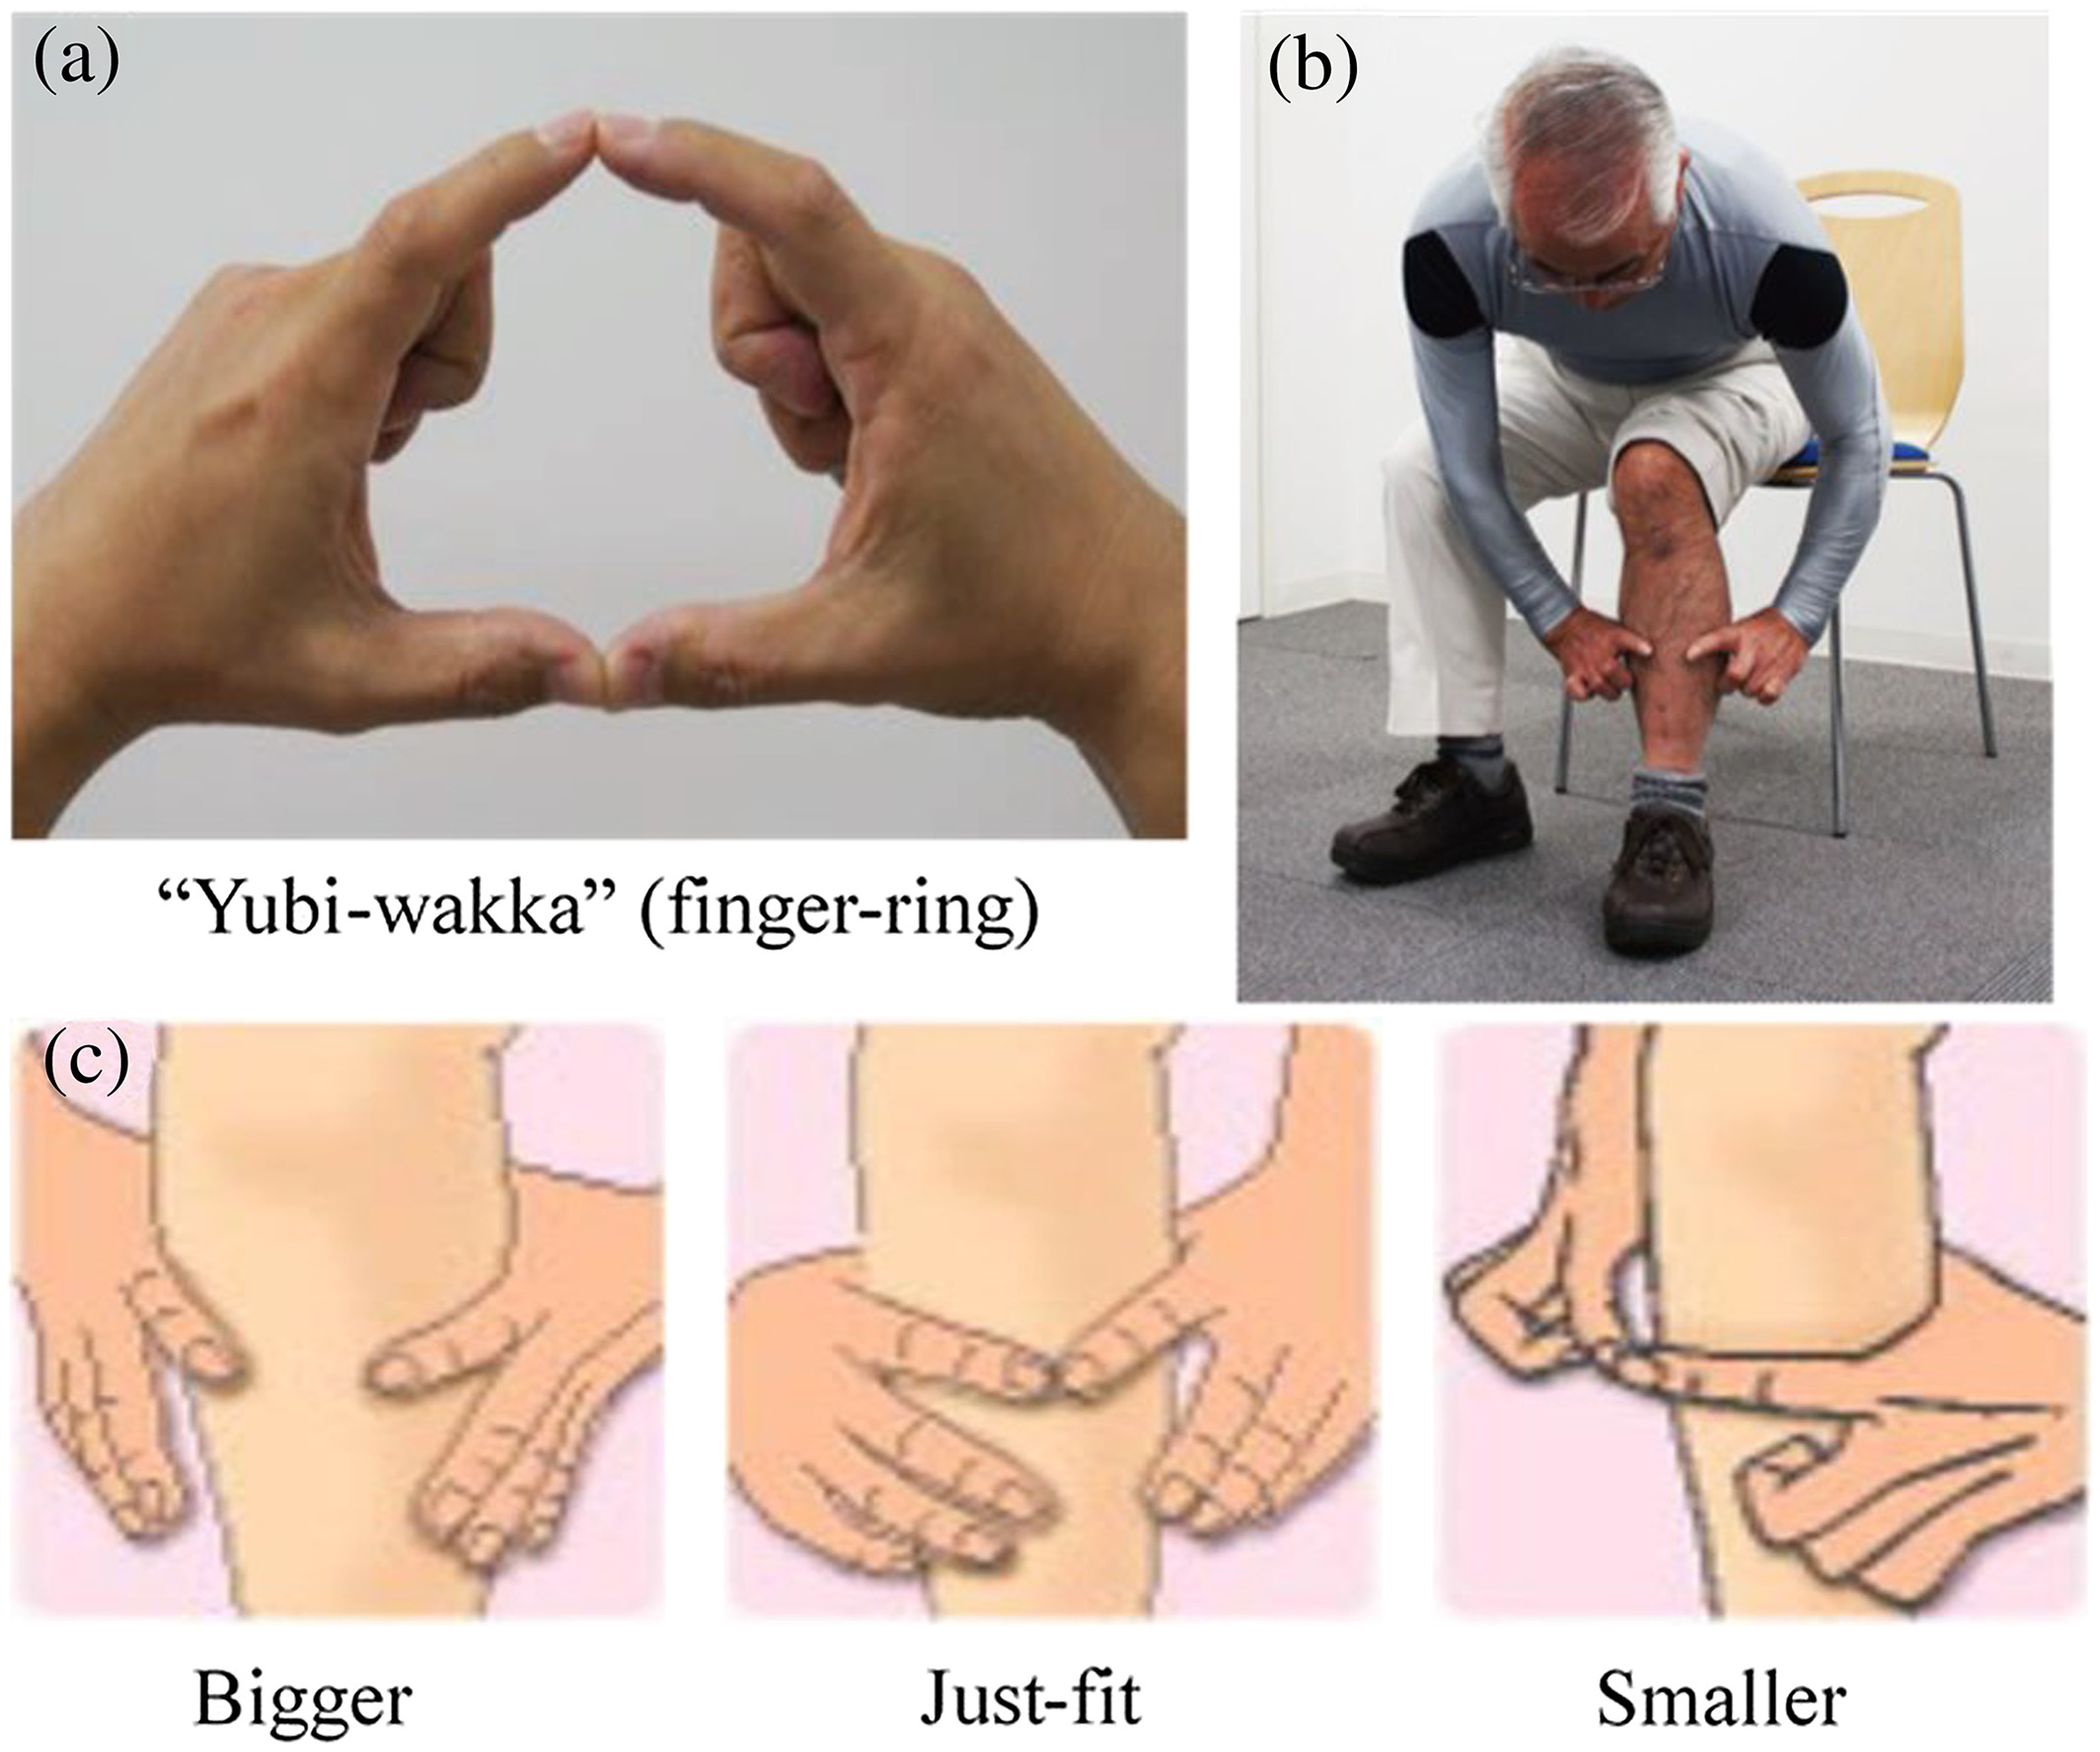 (a)
(b)
“Yubi-wakka” (finger-ring)
(c)
Bigger
Just-fit
Smaller